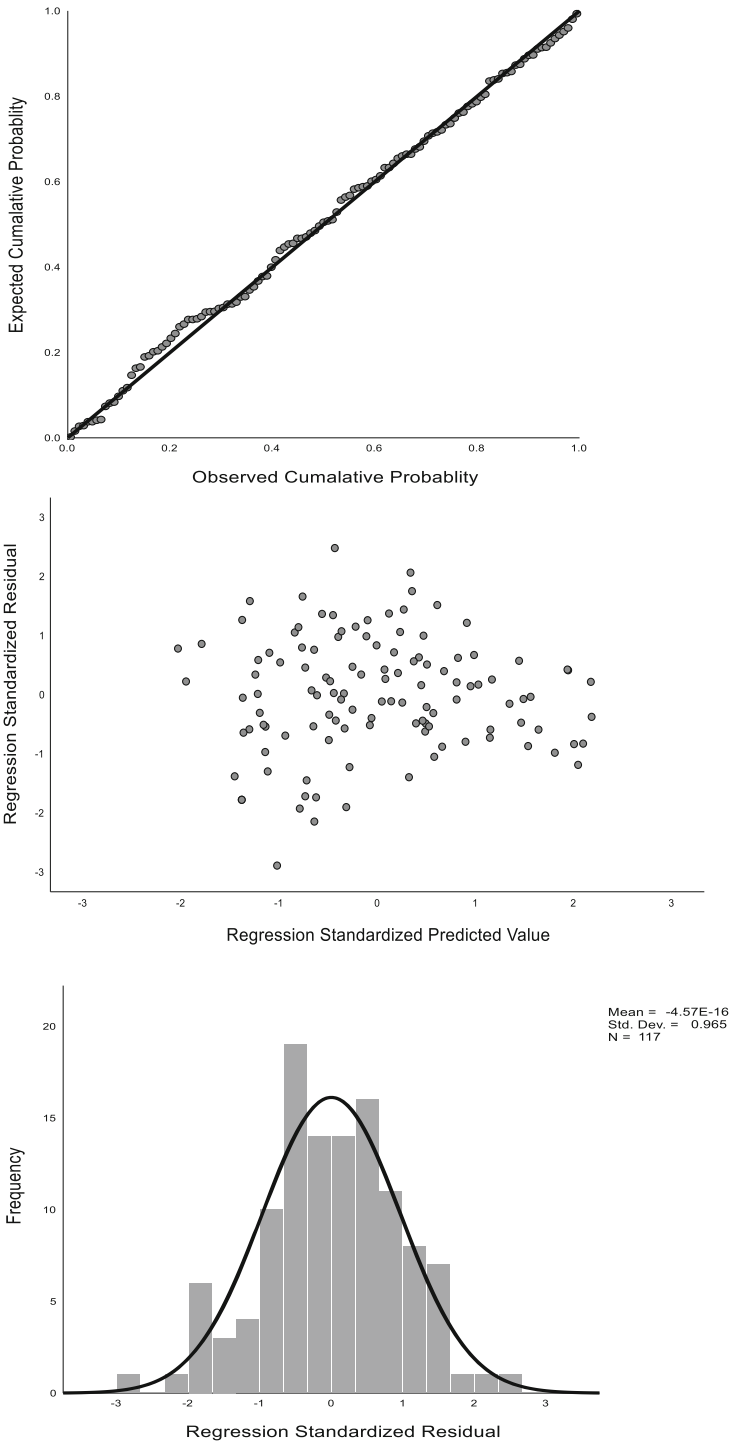 1.0
0.8
0.6
0.4
0.2
0.0
Expected Cumalative Probablity
0.0 0.2 0.4 0.6 0.8 1.0
Observed Cumalative Probablity
3
2
1
0
-1
-2
-3
Regression Standardized Residual
-3 -2 -1 0 1 2 3
Regression Standardized Predicted Value
Mean = -4.57E-16
Std. Dev. = 0.965
N = 117
20
15
10
5
0
Frequency
-3 -2 -1 0 1 2 3
Regression Standardized Residual